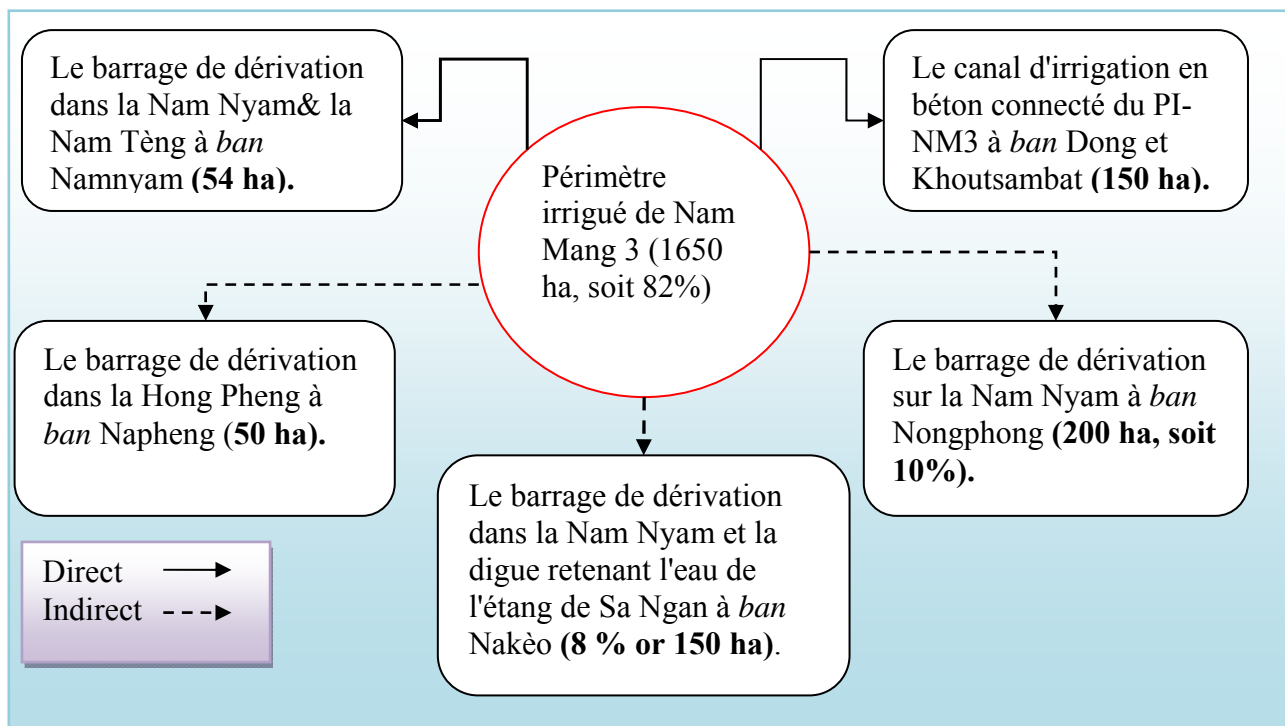 Le barrage de dérivation
dans la Nam Nyam& la
Nam Tèng à ban
Namnyam (54 ha).
Le canal d'irrigation en
béton connecté du PI-
NM3 à ban Dong et
Khoutsambat (150 ha).
Périmètre
irrigué de Nam
Mang 3 (1650
ha, soit 82%)
Le barrage de dérivation
dans la Hong Pheng à
ban Napheng (50 ha).
Le barrage de dérivation
sur la Nam Nyam à ban
Nongphong (200 ha, soit
10%).
Le barrage de dérivation
dans la Nam Nyam et la
digue retenant l'eau de
l'étang de Sa Ngan à ban
Nakèo (8 % or 150 ha).
Direct
Indirect